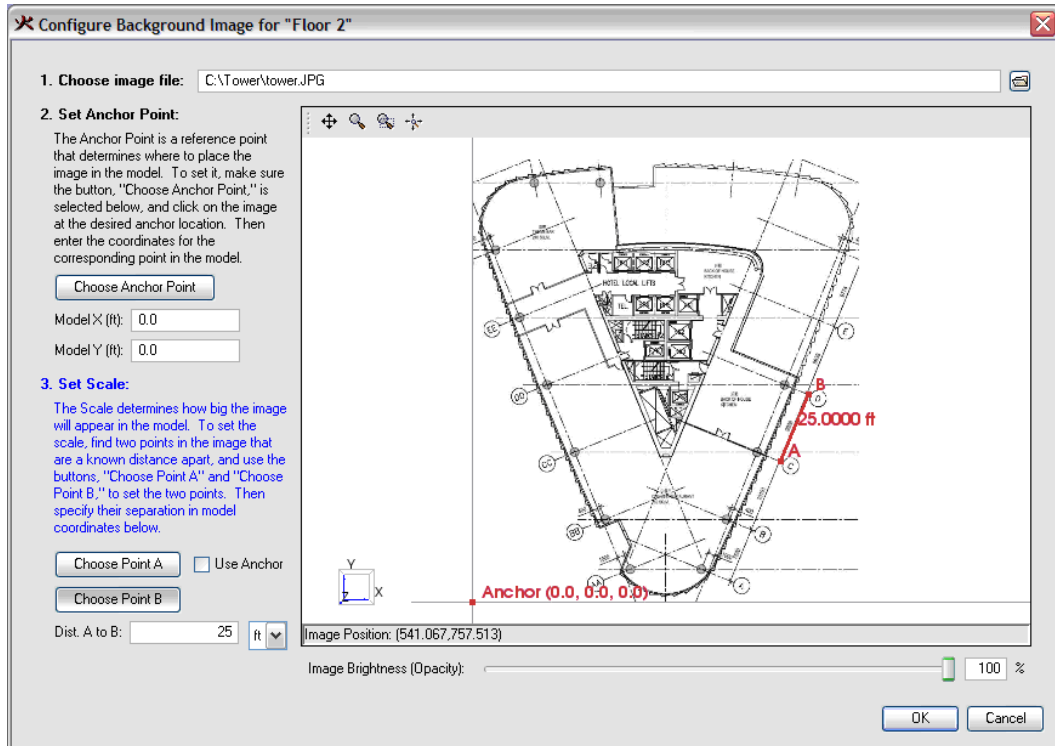 Configure Background Image for "Floor 2"
1. Choose image file:
C:\Tower\tower.JPG
2. Set Anchor Point:
The Anchor Point is a reference point
that determines where to place the
image in the model. To set it, make sure
the button, "Choose Anchor Point," is
selected below, and click on the image
at the desired anchor location. Then
enter the coordinates for the
corresponding point in the model.
Choose Anchor Point
Model X (ft):
0.0
Model Y (ft):
0.0
3. Set Scale:
The Scale determines how big the image
will appear in the model. To set the
scale, find two points in the image that
are a known distance apart, and use the
buttons, "Choose Point A" and "Choose
Point B," to set the two points. Then
specify their separation in model
coordinates below.
Choose Point A
Use Anchor
Choose Point B
Dist. A to B:
25
ft
HOTEL LOCAL LIFTS
TEL.
EE
E
DD
B
D
25.0000 ft
A
CC
C
BB
B
AA
Y
X
Z
Anchor (0.0, 0.0, 0.0)
Image Position: (541.067,757.513)
Image Brightness (Opacity):
100
%
OK
Cancel